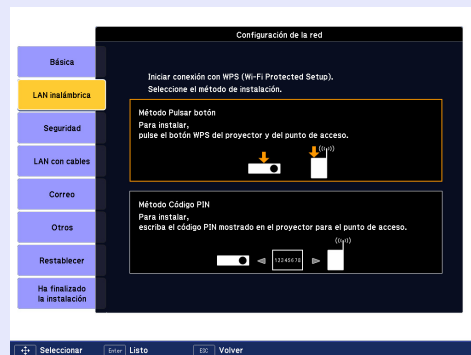 Configuración de la red
Básica
LAN inalámbrica
Seguridad
LAN con cables
Correo
Otros
Restablecer
Ha finalizado
la instalación
Iniciar conexión con WPS (Wi-Fi Protected Setup).
Seleccione el método de instalación.
Método Pulsar botón
Para instalar,
pulse el botón WPS del proyector y del punto de acceso.
Método Código PIN
Para instalar,
escriba el código PIN mostrado en el proyector para el punto de acceso.
12345678
Seleccionar Enter Listo ESC Volver